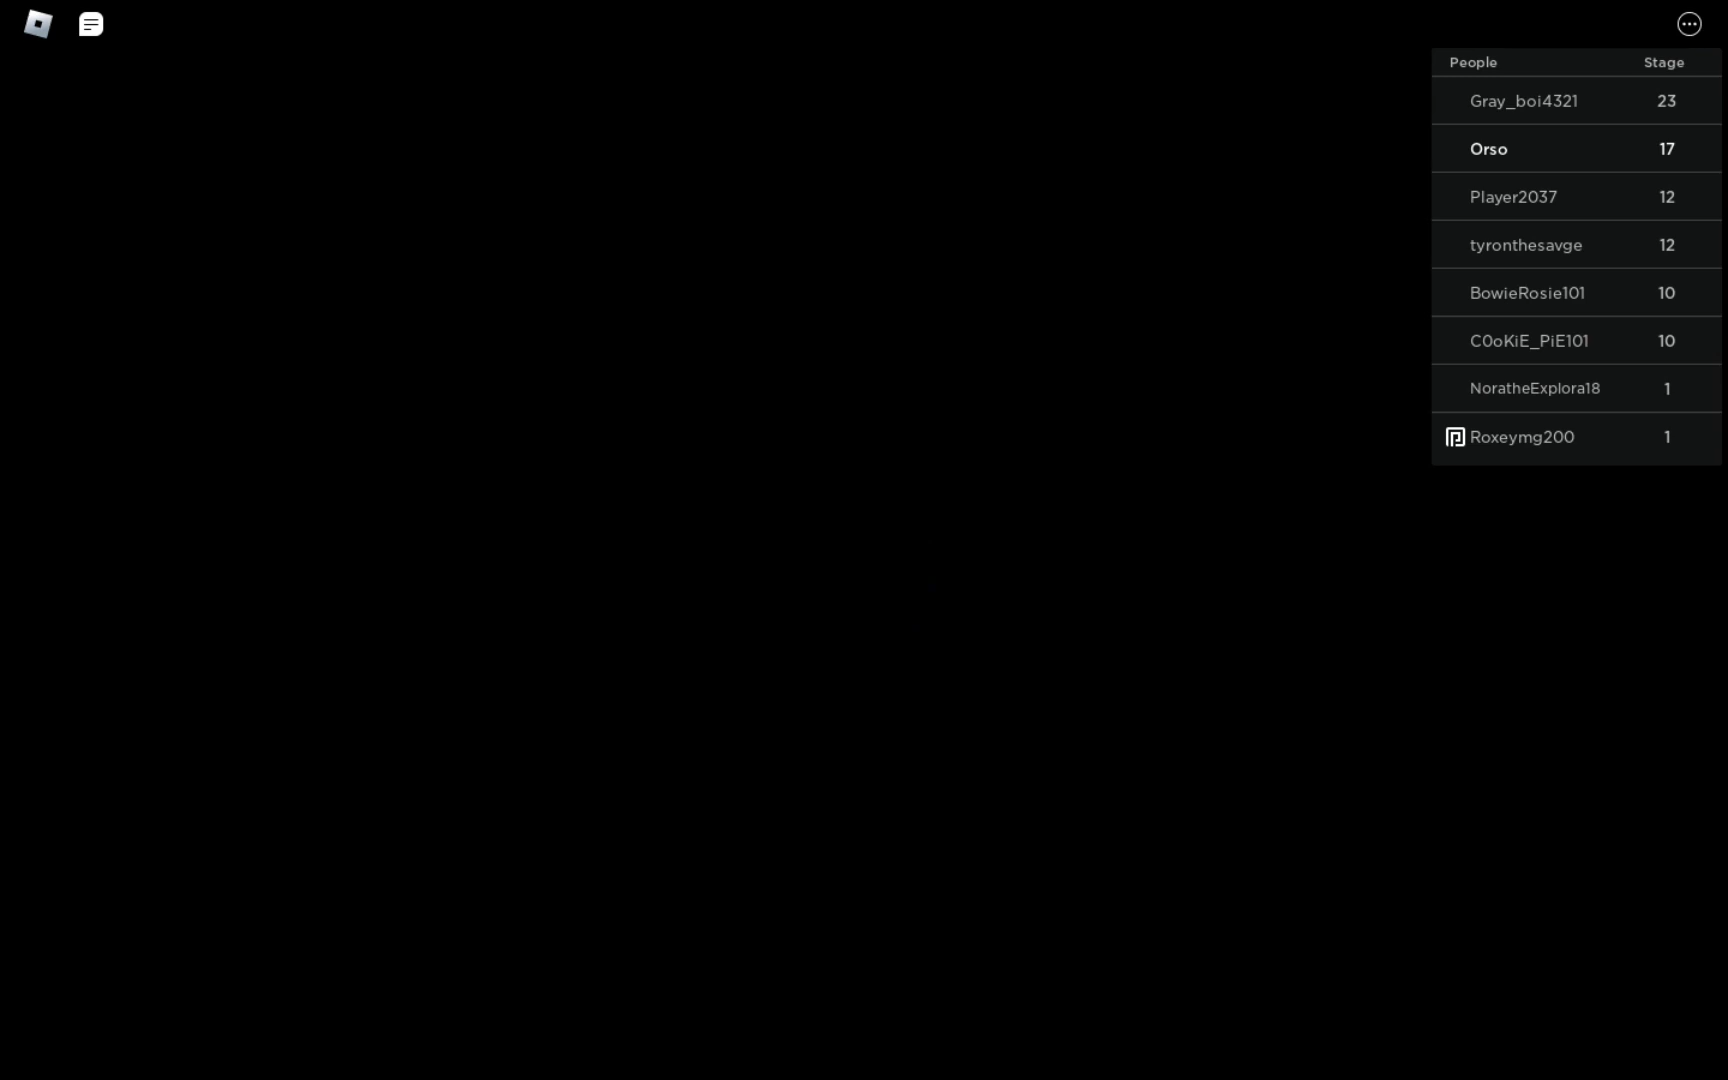 People Stage
Gray_boi4321 23
Orso 17
Player2037 12
tyronthesavge 12
BowieRosie101 10
C0oKiE_PiE101 10
NoratheExplora18 1
Roxeymg200 1